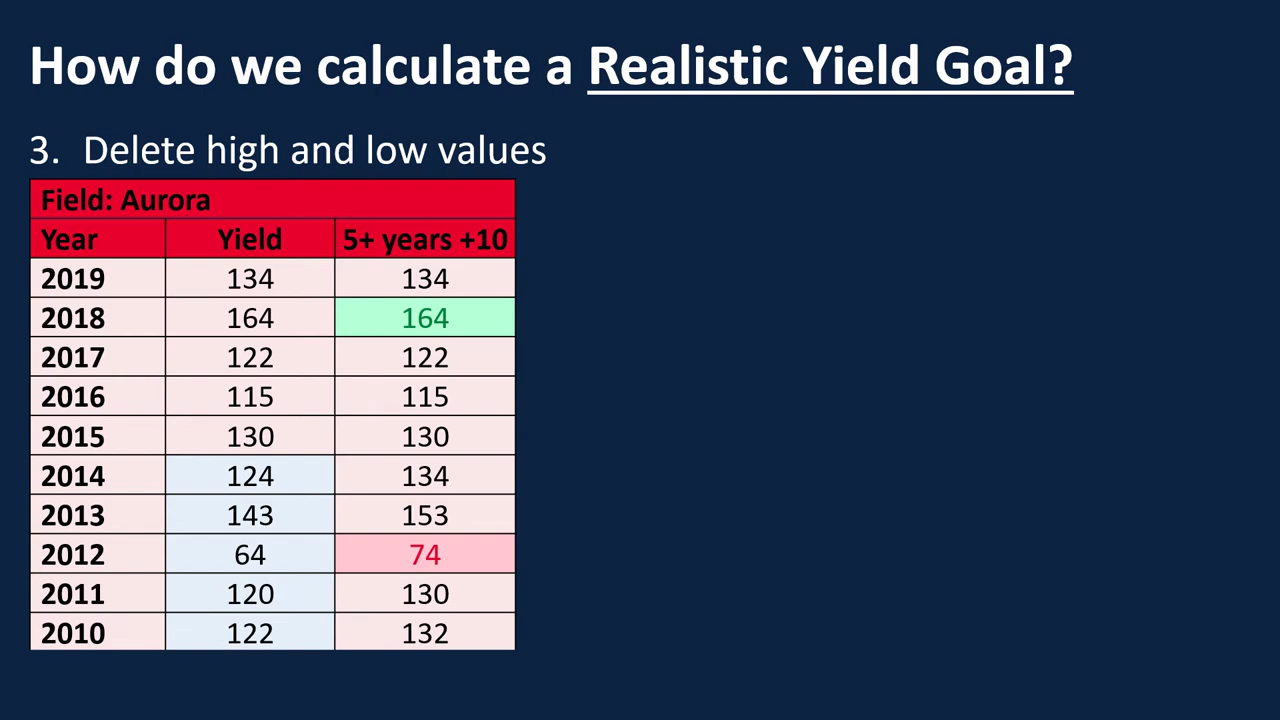 How do we calculate a Realistic Yield Goal?
3. Delete high and low values
Field: Aurora
Year Yield 5+ years +10
2019 134 134
2018 164 164
2017 122 122
2016 115 115
2015 130 130
2014 124 134
2013 143 153
2012 64 74
2011 120 130
2010 122 132